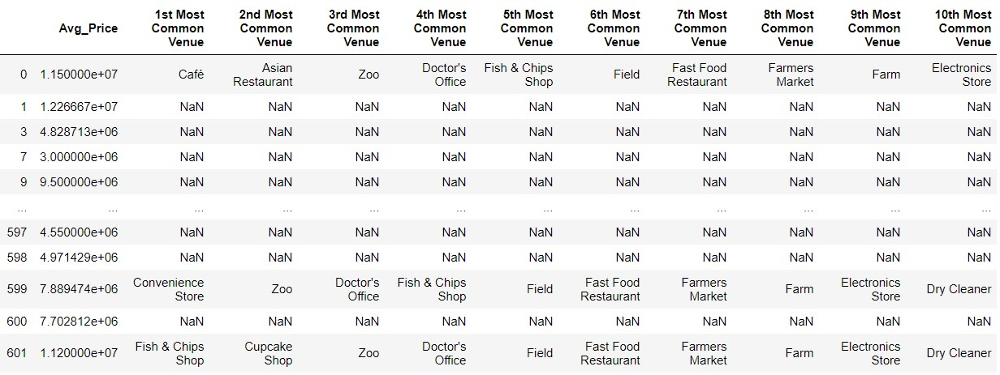 Avg_Price 1st Most Common Venue 2nd Most Common Venue 3rd Most Common Venue 4th Most Common Venue 5th Most Common Venue 6th Most Common Venue 7th Most Common Venue 8th Most Common Venue 9th Most Common Venue 10th Most Common Venue
0 1.150000e+07 Café Asian Restaurant Zoo Doctor's Office Fish & Chips Shop Field Fast Food Restaurant Farmers Market Farm Electronics Store
1 1.226667e+07 NaN NaN NaN NaN NaN NaN NaN NaN NaN NaN
3 4.828713e+06 NaN NaN NaN NaN NaN NaN NaN NaN NaN NaN
7 3.000000e+06 NaN NaN NaN NaN NaN NaN NaN NaN NaN NaN
9 9.500000e+06 NaN NaN NaN NaN NaN NaN NaN NaN NaN NaN
... ... ... ... ... ... ... ... ... ... ... ...
597 4.550000e+06 NaN NaN NaN NaN NaN NaN NaN NaN NaN NaN
598 4.971429e+06 NaN NaN NaN NaN NaN NaN NaN NaN NaN NaN
599 7.889474e+06 Convenience Store Zoo Doctor's Office Fish & Chips Shop Field Fast Food Restaurant Farmers Market Farm Electronics Store Dry Cleaner
600 7.702812e+06 NaN NaN NaN NaN NaN NaN NaN NaN NaN NaN
601 1.120000e+07 Fish & Chips Shop Cupcake Shop Zoo Doctor's Office Field Fast Food Restaurant Farmers Market Farm Electronics Store Dry Cleaner